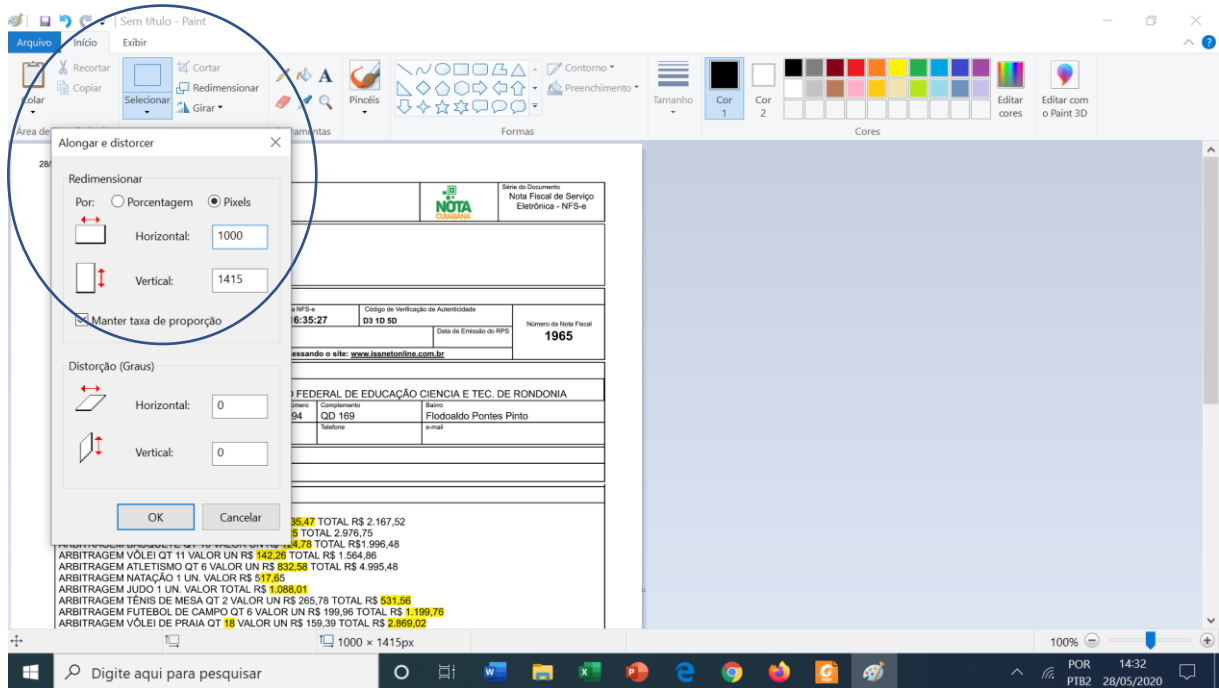 Sem título - Paint
Arquivo Início Exibir
Colar
Recortar
Copiar
Selecionar
Cortar
Redimensionar
Girar
A
Pincéis
Formas
Contorno
Preenchimento
Tamanho
Cor 1
Cor 2
Cores
Editar cores
Editar com o Paint 3D
Área de
Alongar e distorcer
Redimensionar
Por: Porcentagem Pixels
Horizontal: 1000
Vertical: 1415
Manter taxa de proporção
Distorção (Graus)
Horizontal: 0
Vertical: 0
OK Cancelar
28/
NOTA
CUIABANA
Série do Documento
Nota Fiscal de Serviço
Eletrônica - NFS-e
NFS-e
6:35:27
Código de Verificação de Autenticidade
D3 1D 5D
Data de Emissão do RPS
Número da Nota Fiscal
1965
essando o site: www.issnetonline.com.br
FEDERAL DE EDUCAÇÃO CIENCIA E TEC. DE RONDONIA
94
Complemento
QD 169
Bairro
Flodoaldo Pontes Pinto
Telefone
e-mail
35,47 TOTAL R$ 2.167,52
5 TOTAL 2.976,75
124,78 TOTAL R$1.996,48
ARBITRAGEM VÔLEI QT 11 VALOR UN R$ 142,26 TOTAL R$ 1.564,86
ARBITRAGEM ATLETISMO QT 6 VALOR UN R$ 832,58 TOTAL R$ 4.995,48
ARBITRAGEM NATAÇÃO 1 UN. VALOR R$ 517,65
ARBITRAGEM JUDO 1 UN. VALOR TOTAL R$ 1.088,01
ARBITRAGEM TÊNIS DE MESA QT 2 VALOR UN R$ 265,78 TOTAL R$ 531,56
ARBITRAGEM FUTEBOL DE CAMPO QT 6 VALOR UN R$ 199,96 TOTAL R$ 1.199,76
ARBITRAGEM VÔLEI DE PRAIA QT 18 VALOR UN R$ 159,39 TOTAL R$ 2.869,02
1000 × 1415px
100%
Digite aqui para pesquisar
POR
PTB2
14:32
28/05/2020